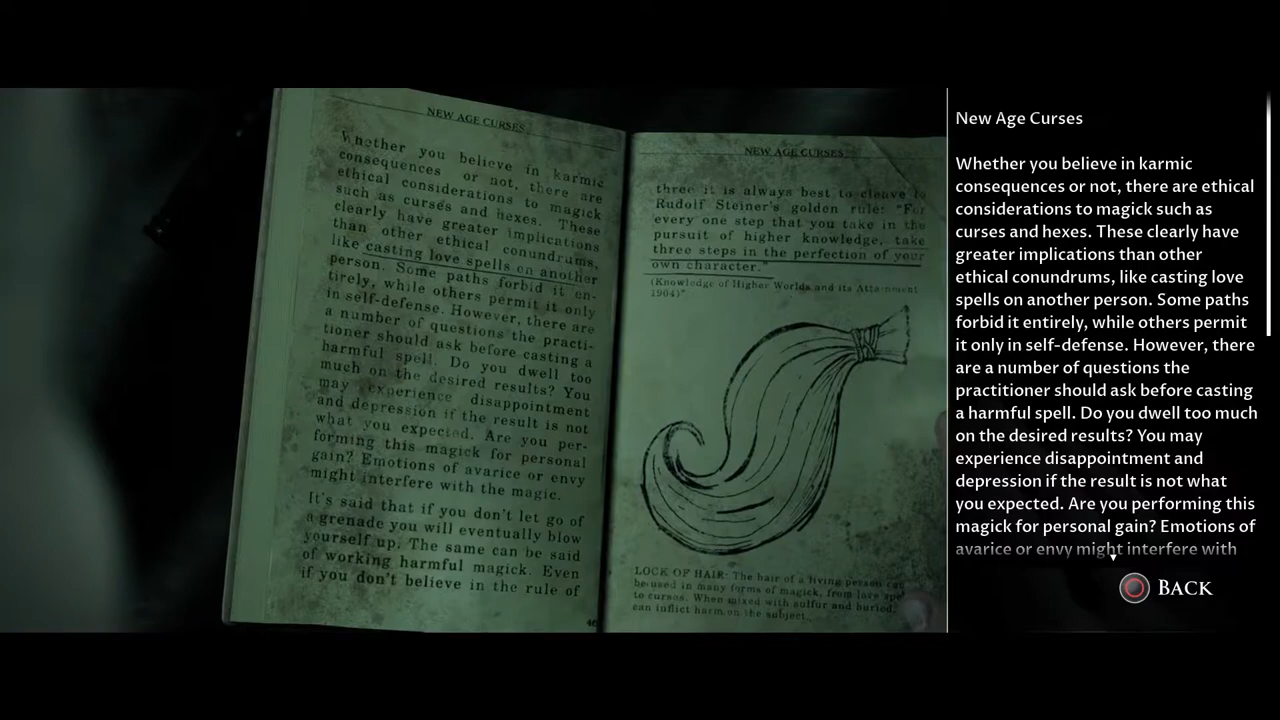 NEW AGE CURSES
Whether you believe in karmic
consequences or not, there are
ethical considerations to magick
such as curses and hexes. These
clearly have greater implications
than other ethical conundrums,
like casting love spells on another
person. Some paths forbid it en-
tirely, while others permit it only
in self-defense. However, there are
a number of questions the practi-
tioner should ask before casting a
harmful spell. Do you dwell too
much on the desired results? You
may experience disappointment
and depression if the result is not
what you expected. Are you per-
forming this magick for personal
gain? Emotions of avarice or envy
might interfere with the magic.
It's said that if you don't let go of
a grenade you will eventually blow
yourself up. The same can be said
of working harmful magick. Even
if you don't believe in the rule of
46
NEW AGE CURSES
three it is always best to cleave to
Rudolf Steiner's golden rule: "For
every one step that you take in the
pursuit of higher knowledge, take
three steps in the perfection of your
own character."
(Knowledge of Higher Worlds and its Attainment
1904)"
LOCK OF HAIR: The hair of a living person can
be used in many forms of magick, from love
to curses. When mixed with sulfur and buried,
can inflict harm on the subject.
New Age Curses
Whether you believe in karmic
consequences or not, there are ethical
considerations to magick such as
curses and hexes. These clearly have
greater implications than other
ethical conundrums, like casting love
spells on another person. Some paths
forbid it entirely, while others permit
it only in self-defense. However, there
are a number of questions the
practitioner should ask before casting
a harmful spell. Do you dwell too much
on the desired results? You may
experience disappointment and
depression if the result is not what
you expected. Are you performing this
magick for personal gain? Emotions of
avarice or envy might interfere with
BACK